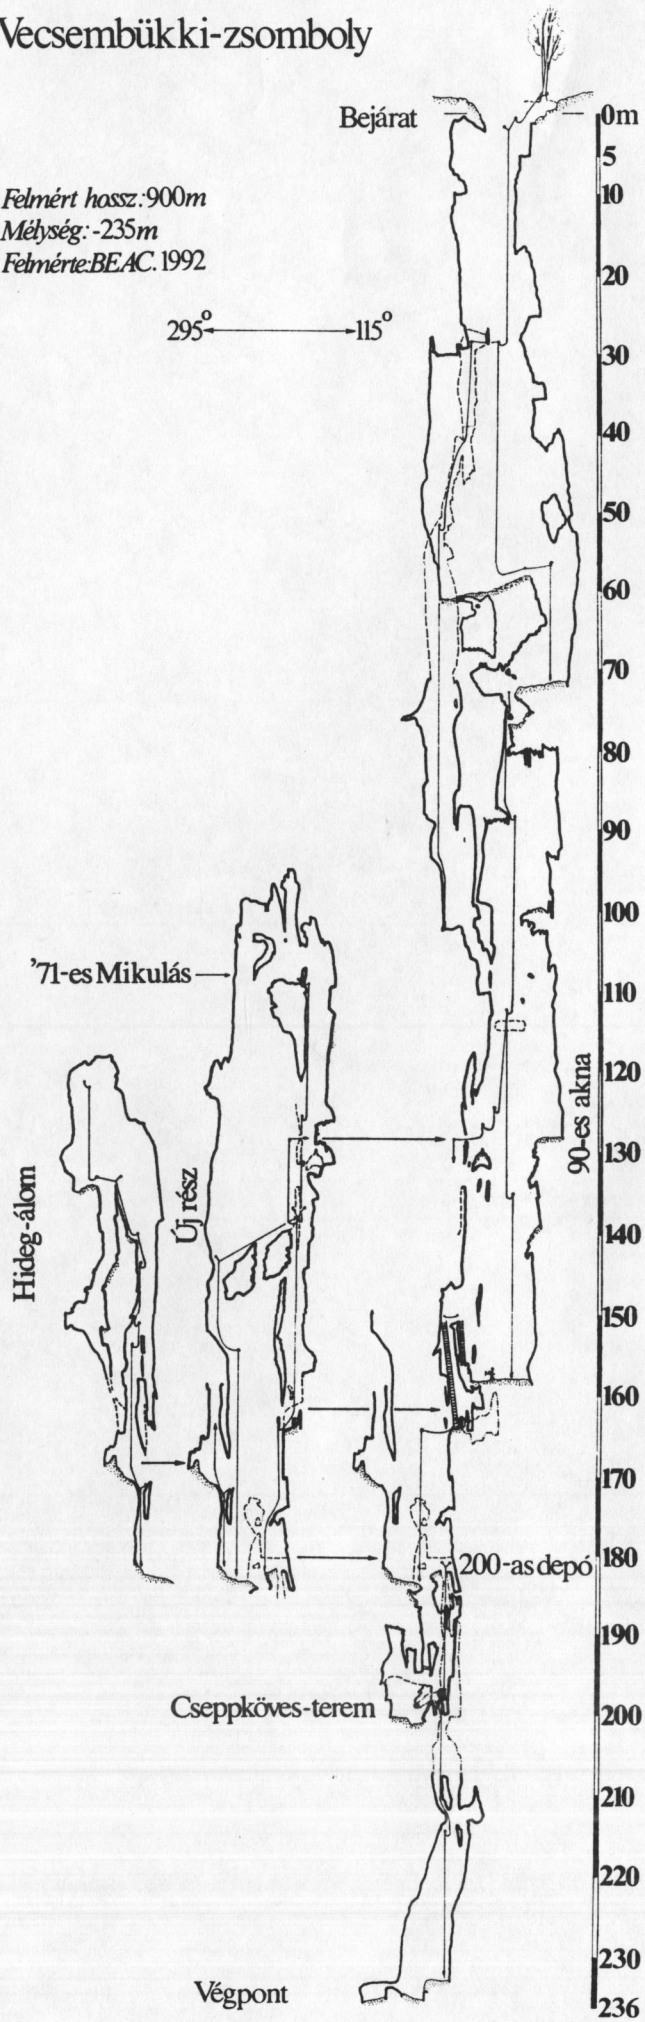 Vecsembükki-zsomboly
Bejárat
Felmért hossz.:900m
Mélység: -235m
Felmérte:BEAC. 1992
295° 115°
0m
5
10
20
30
40
50
60
70
80
90
100
'71-es Mikulás
110
120
90-es akna
130
Új rész
Hideg-álom
140
150
160
170
180
200-as depó
190
Cseppköves-terem
200
210
220
230
Végpont
236